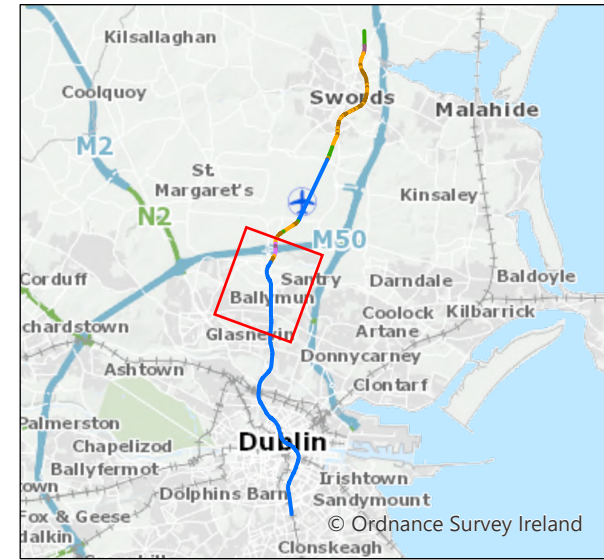 Kilsallaghan
Coolquoy
Swords
Malahide
M2
St.
Margaret's
Kinsaley
N2
M50
Corduff
Santry
Darndale
Baldoyle
Ballymun
Coolock
Kilbarrick
chardstown
Glasnevin
Artane
Donnycarney
Ashtown
Clontarf
Palmerston
Chapelizod
Dublin
Ballyfermot
Irishtown
town
Dolphins Barn
Sandymount
Fox & Geese
dalkin
© Ordnance Survey Ireland
Clonskeagh